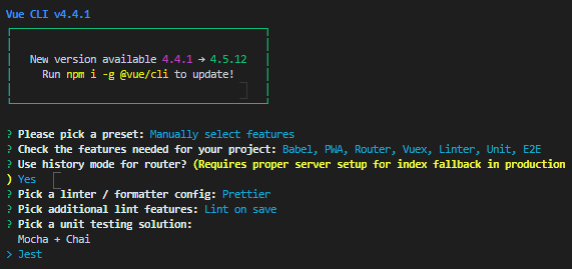 Vue CLI v4.4.1
New version available 4.4.1 → 4.5.12
Run npm i -g @vue/cli to update!
? Please pick a preset: Manually select features
? Check the features needed for your project: Babel, PWA, Router, Vuex, Linter, Unit, E2E
? Use history mode for router? (Requires proper server setup for index fallback in production
) Yes
? Pick a linter / formatter config: Prettier
? Pick additional lint features: Lint on save
? Pick a unit testing solution:
Mocha + Chai
> Jest